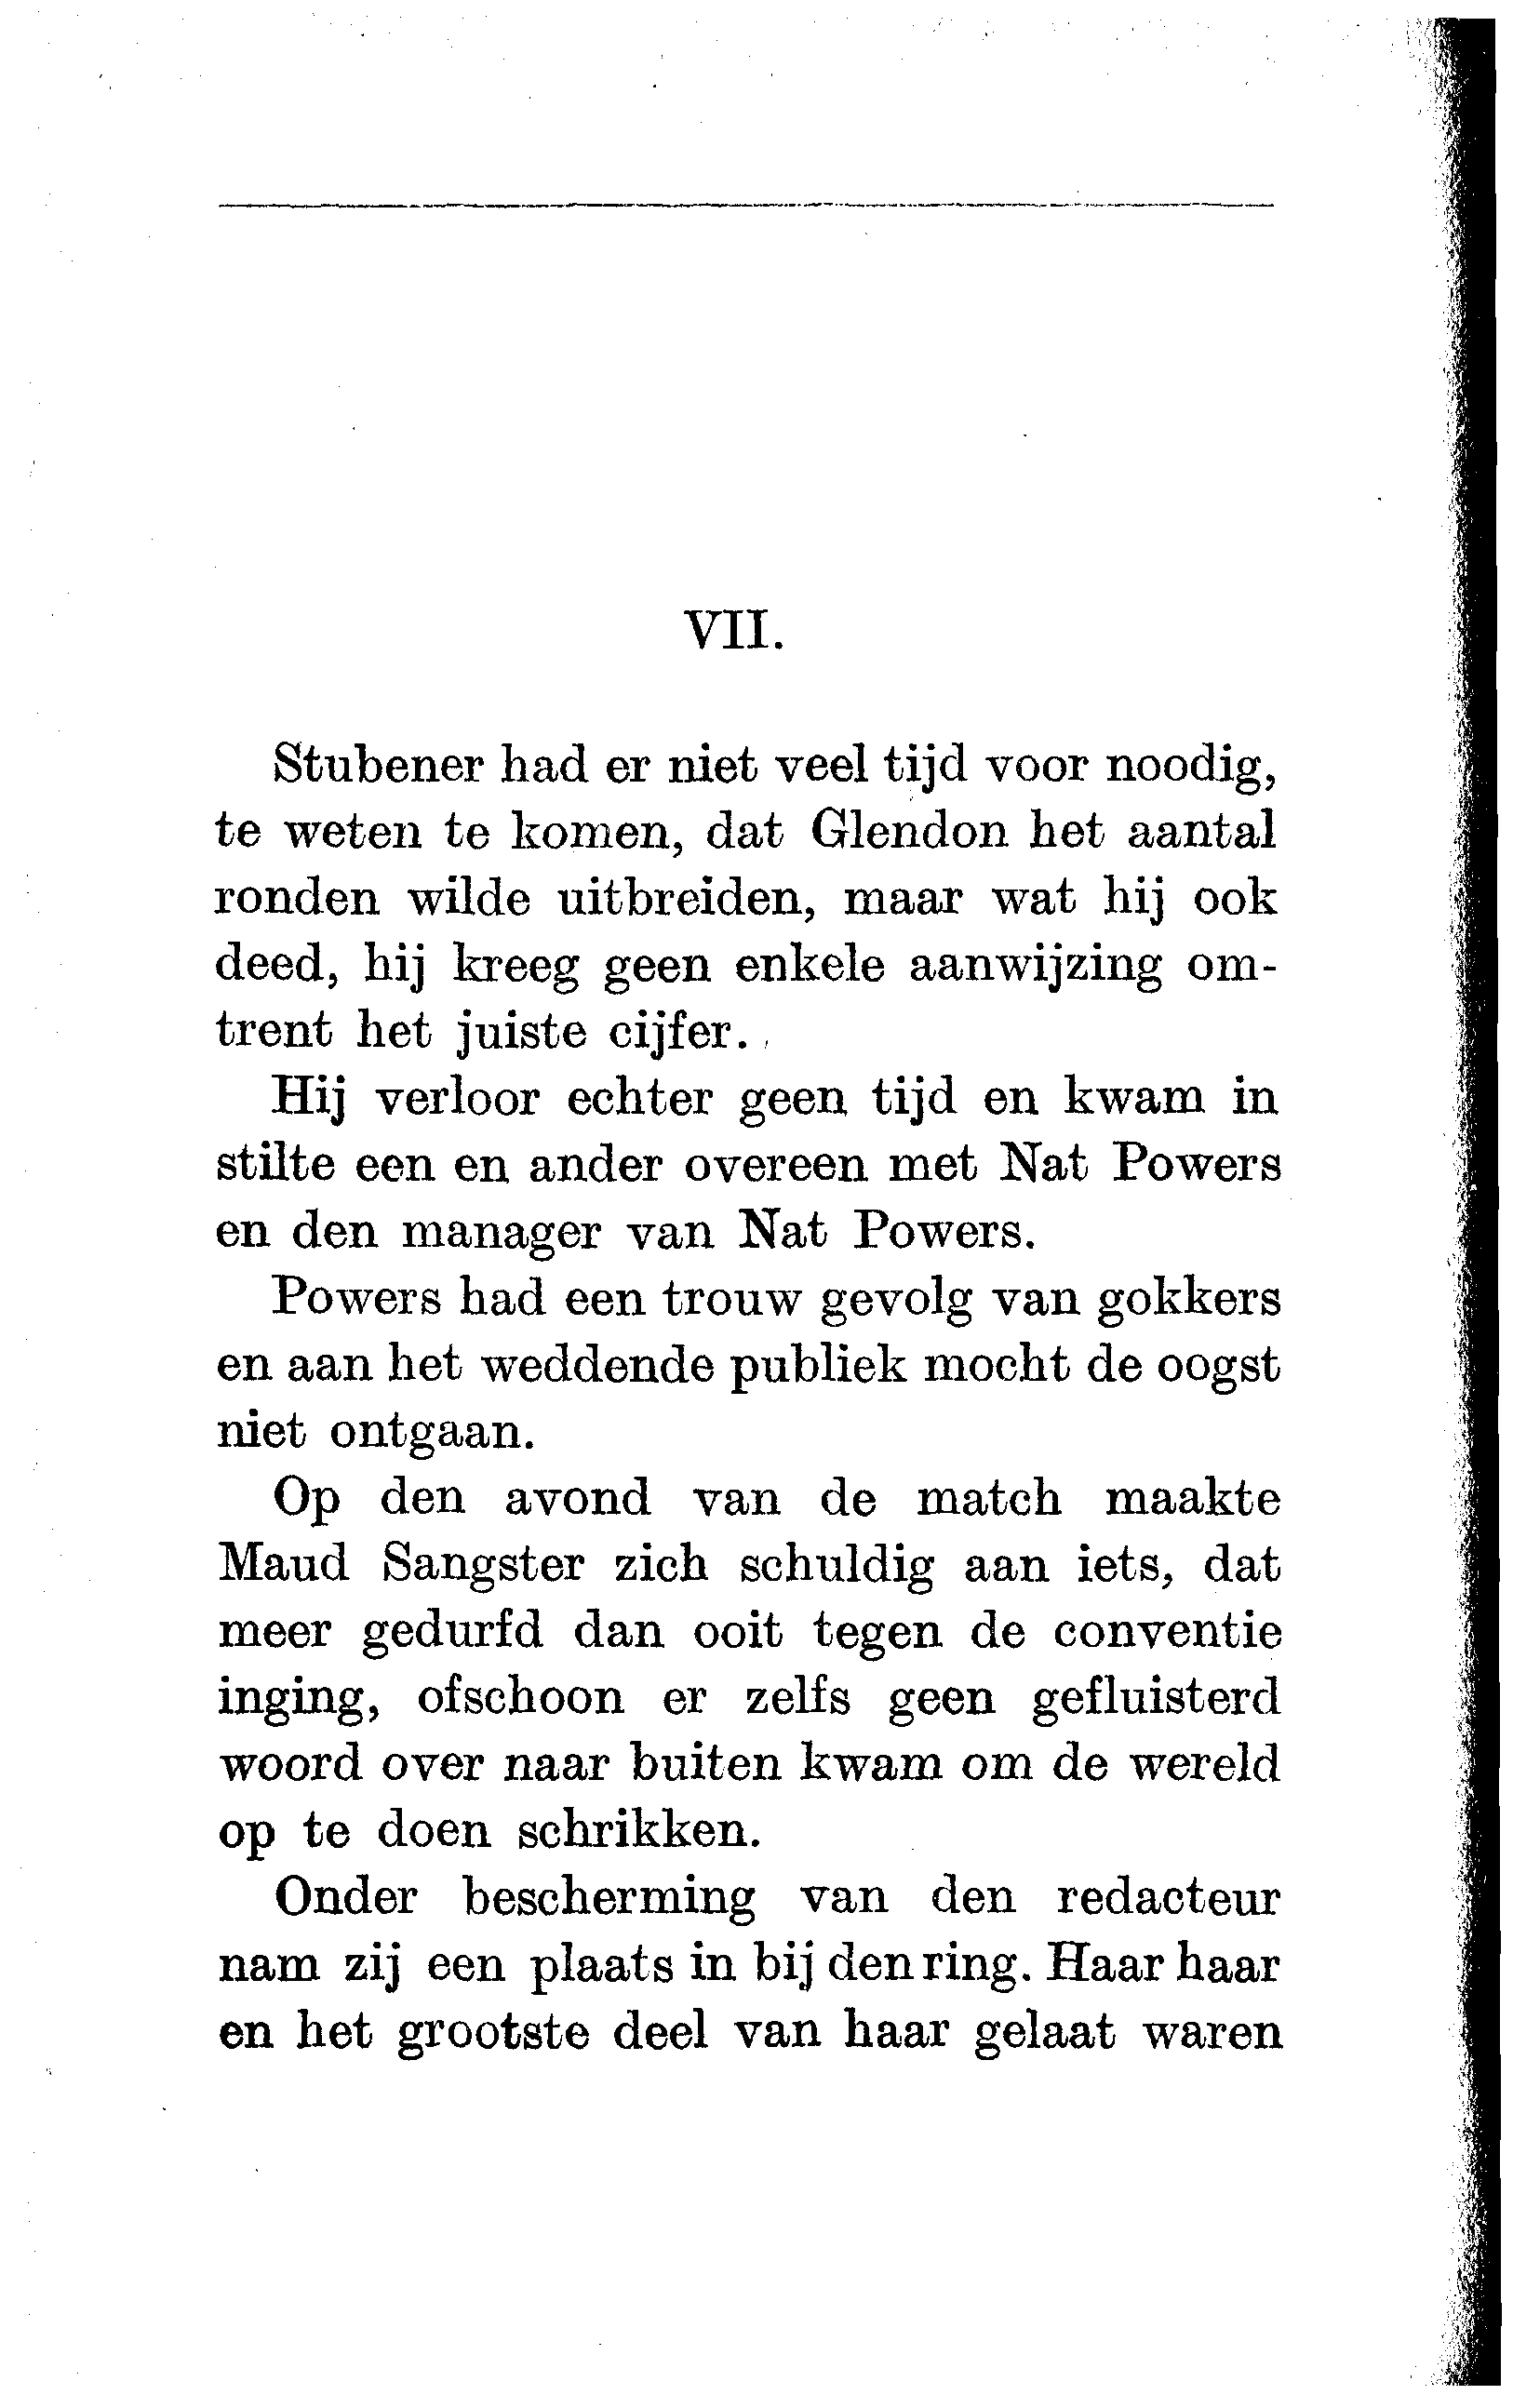 VII.
Stubener had er niet veel tijd voor noodig,
te weten te komen, dat Glendon het aantal
ronden wilde uitbreiden, maar wat hij ook
deed, hij kreeg geen enkele aanwijzing om-
trent het juiste cijfer.
Hij verloor echter geen tijd en kwam in
stilte een en ander overeen met Nat Powers
en den manager van Nat Powers.
Powers had een trouw gevolg van gokkers
en aan het weddende publiek mocht de oogst
niet ontgaan.
Op den avond van de match maakte
Maud Sangster zich schuldig aan iets, dat
meer gedurfd dan ooit tegen de conventie
inging, ofschoon er zelfs geen gefluisterd
woord over naar buiten kwam om de wereld
op te doen schrikken.
Onder bescherming van den redacteur
nam zij een plaats in bij den ring. Haar haar
en het grootste deel van haar gelaat waren